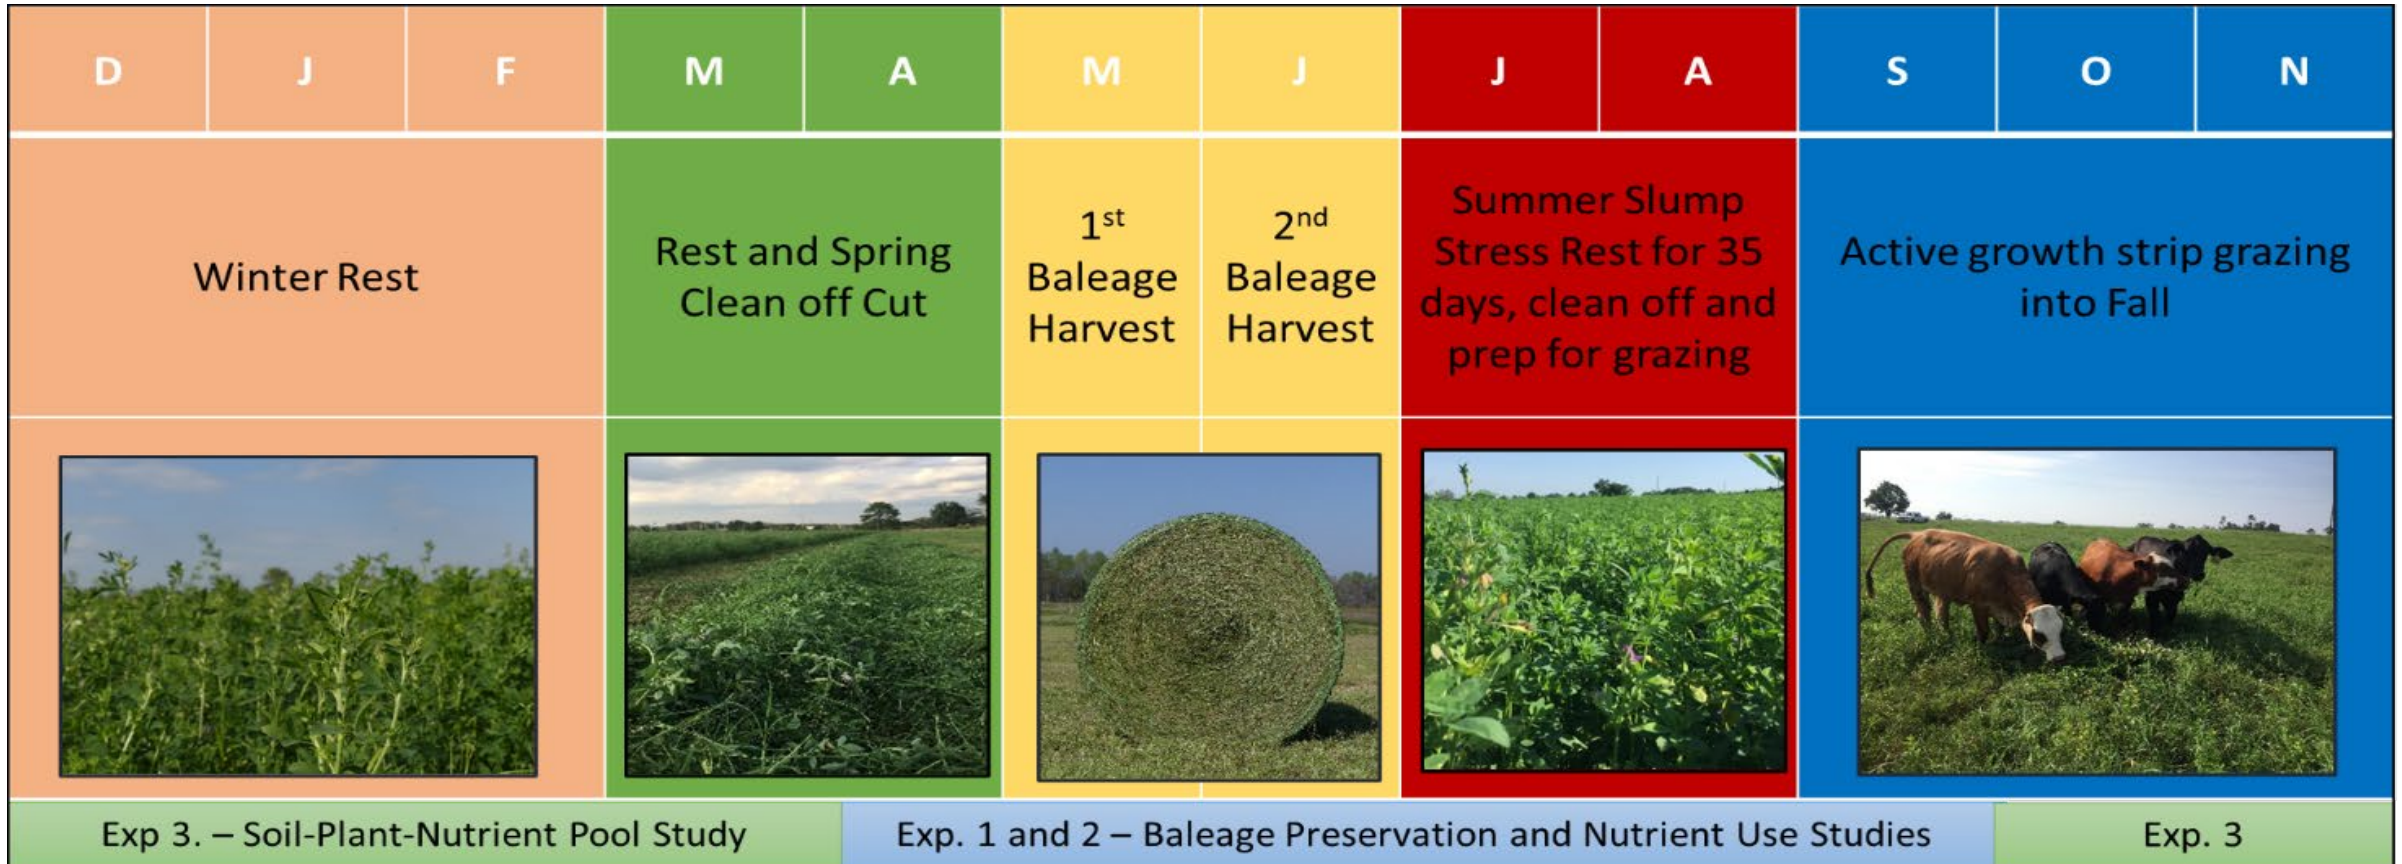 D J F M A M J J A S O N
Winter Rest
Rest and Spring
Clean off Cut
1st
Baleage
Harvest
2nd
Baleage
Harvest
Summer Slump
Stress Rest for 35
days, clean off and
prep for grazing
Active growth strip grazing
into Fall
Exp 3. – Soil-Plant-Nutrient Pool Study
Exp. 1 and 2 – Baleage Preservation and Nutrient Use Studies
Exp. 3